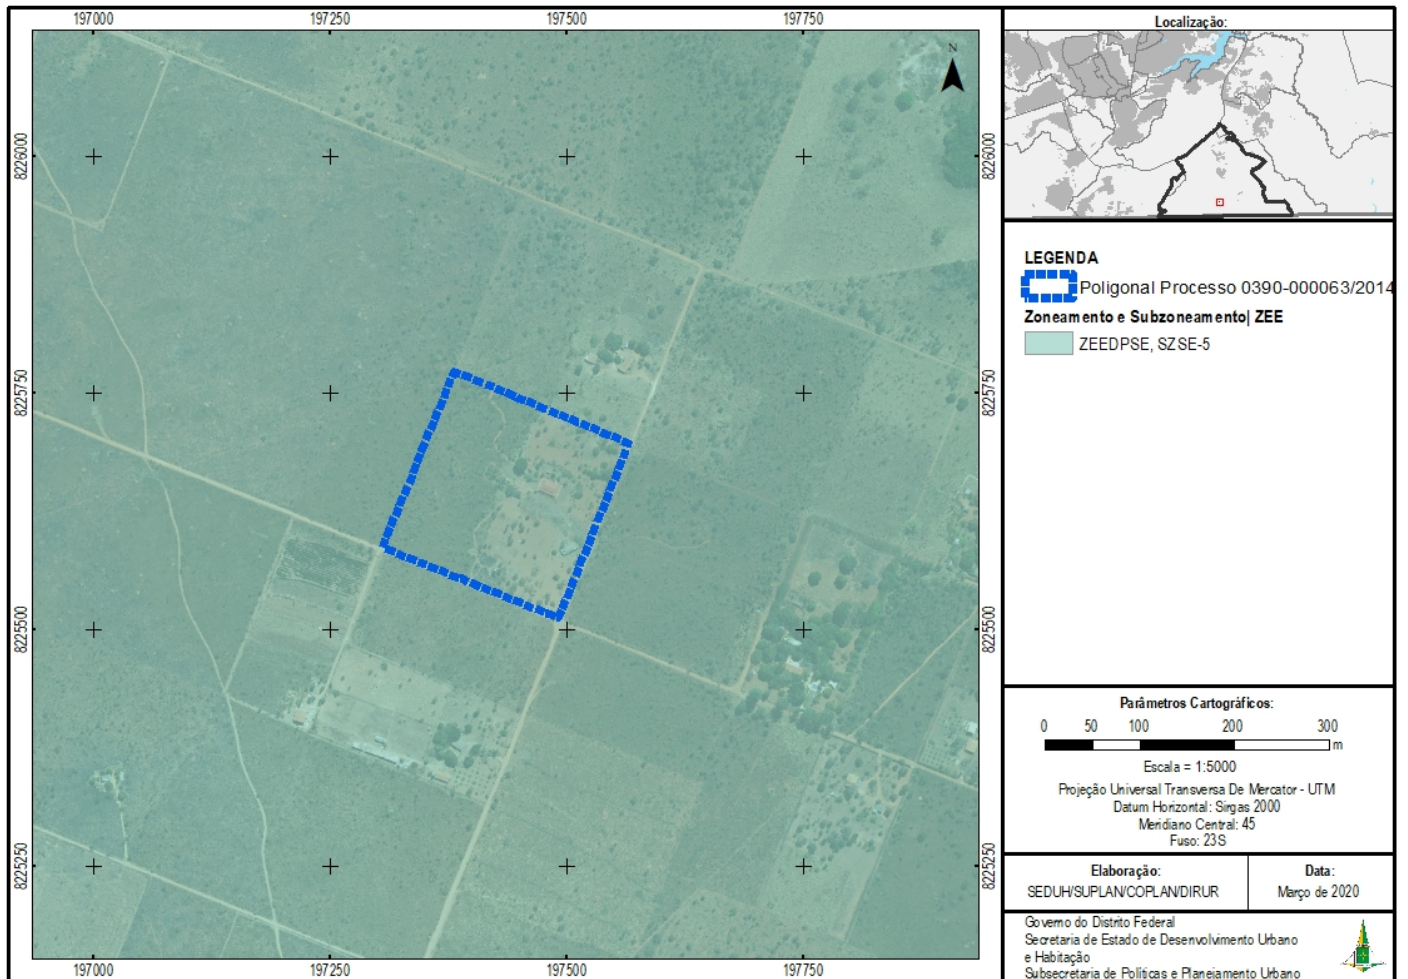 197000
197250
197500
197750
N
8226000
8226000
8225750
8225750
8225500
8225500
8225250
8225250
197000
197250
197500
197750
Localização:
LEGENDA
Poligonal Processo 0390-000063/2014
Zoneamento e Subzoneamento| ZEE
ZEEDPSE, SZSE-5
Parâmetros Cartográficos:
0 50 100 200 300
m
Escala = 1:5000
Projeção Universal Transversa De Mercator - UTM
Datum Horizontal: Sirgas 2000
Meridiano Central: 45
Fuso: 23S
Elaboração:
SEDUH/SUPLAN/COPLAN/DIRUR
Data:
Março de 2020
Governo do Distrito Federal
Secretaria de Estado de Desenvolvimento Urbano
e Habitação
Subsecretaria de Políticas e Planejamento Urbano